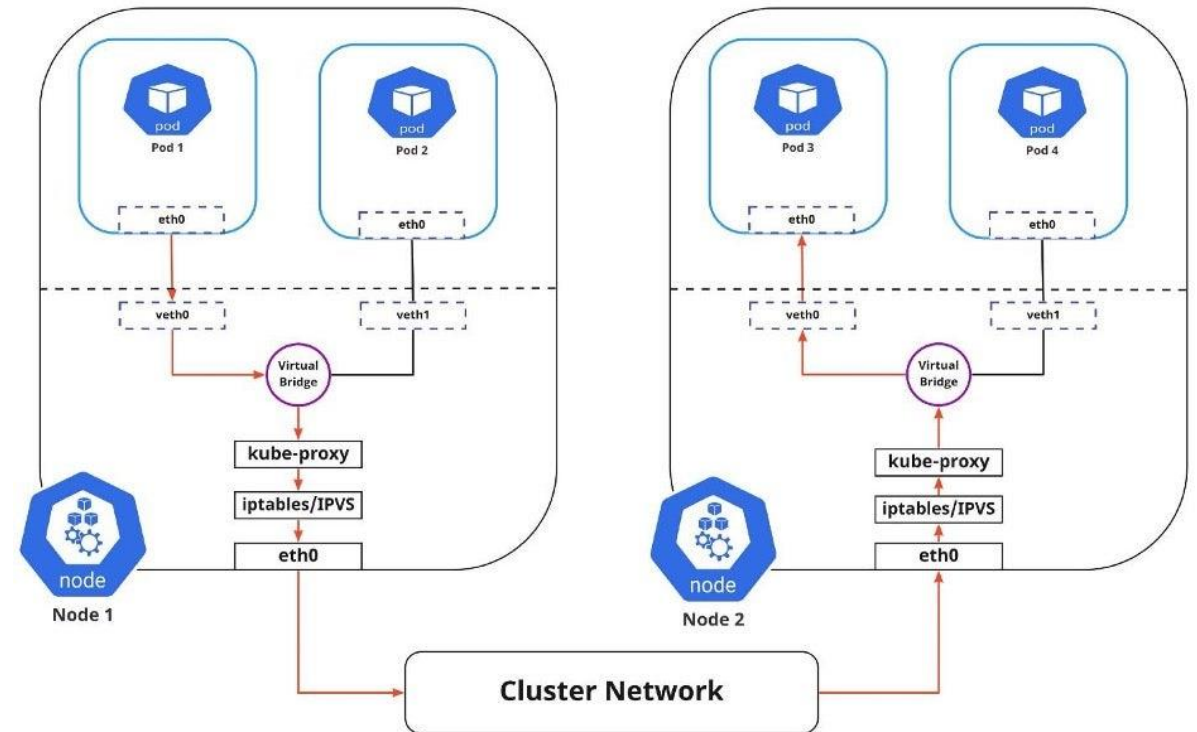 pod
Pod 1
eth0
veth0
pod
Pod 2
eth0
veth1
Virtual
Bridge
kube-proxy
iptables/IPVS
eth0
node
Node 1
pod
Pod 3
eth0
veth0
pod
Pod 4
eth0
veth1
Virtual
Bridge
kube-proxy
iptables/IPVS
eth0
node
Node 2
Cluster Network